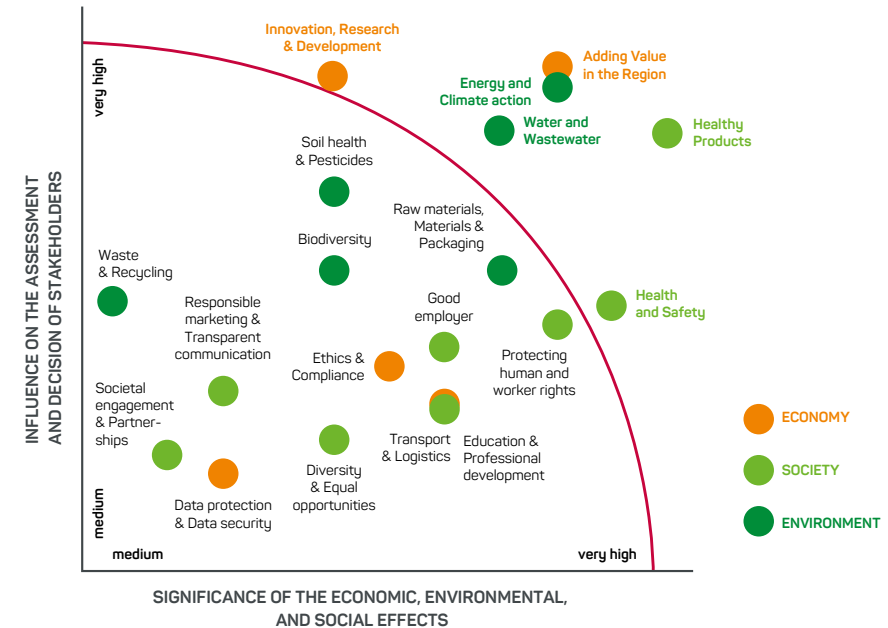 Innovation, Research
& Development
Adding Value
in the Region
Energy and
Climate action
Water and
Wastewater
Healthy
Products
very high
Soil health
& Pesticides
Raw materials,
Materials &
Packaging
Biodiversity
Waste
& Recycling
Responsible
marketing &
Transparent
communication
Good
employer
Health
and Safety
Ethics &
Compliance
Protecting
human and
worker rights
Societal
engagement
& Partner-
ships
Transport
& Logistics
Education &
Professional
development
Diversity
& Equal
opportunities
Data protection
& Data security
medium
medium
very high
INFLUENCE ON THE ASSESSMENT
AND DECISION OF STAKEHOLDERS
SIGNIFICANCE OF THE ECONOMIC, ENVIRONMENTAL,
AND SOCIAL EFFECTS
ECONOMY
SOCIETY
ENVIRONMENT